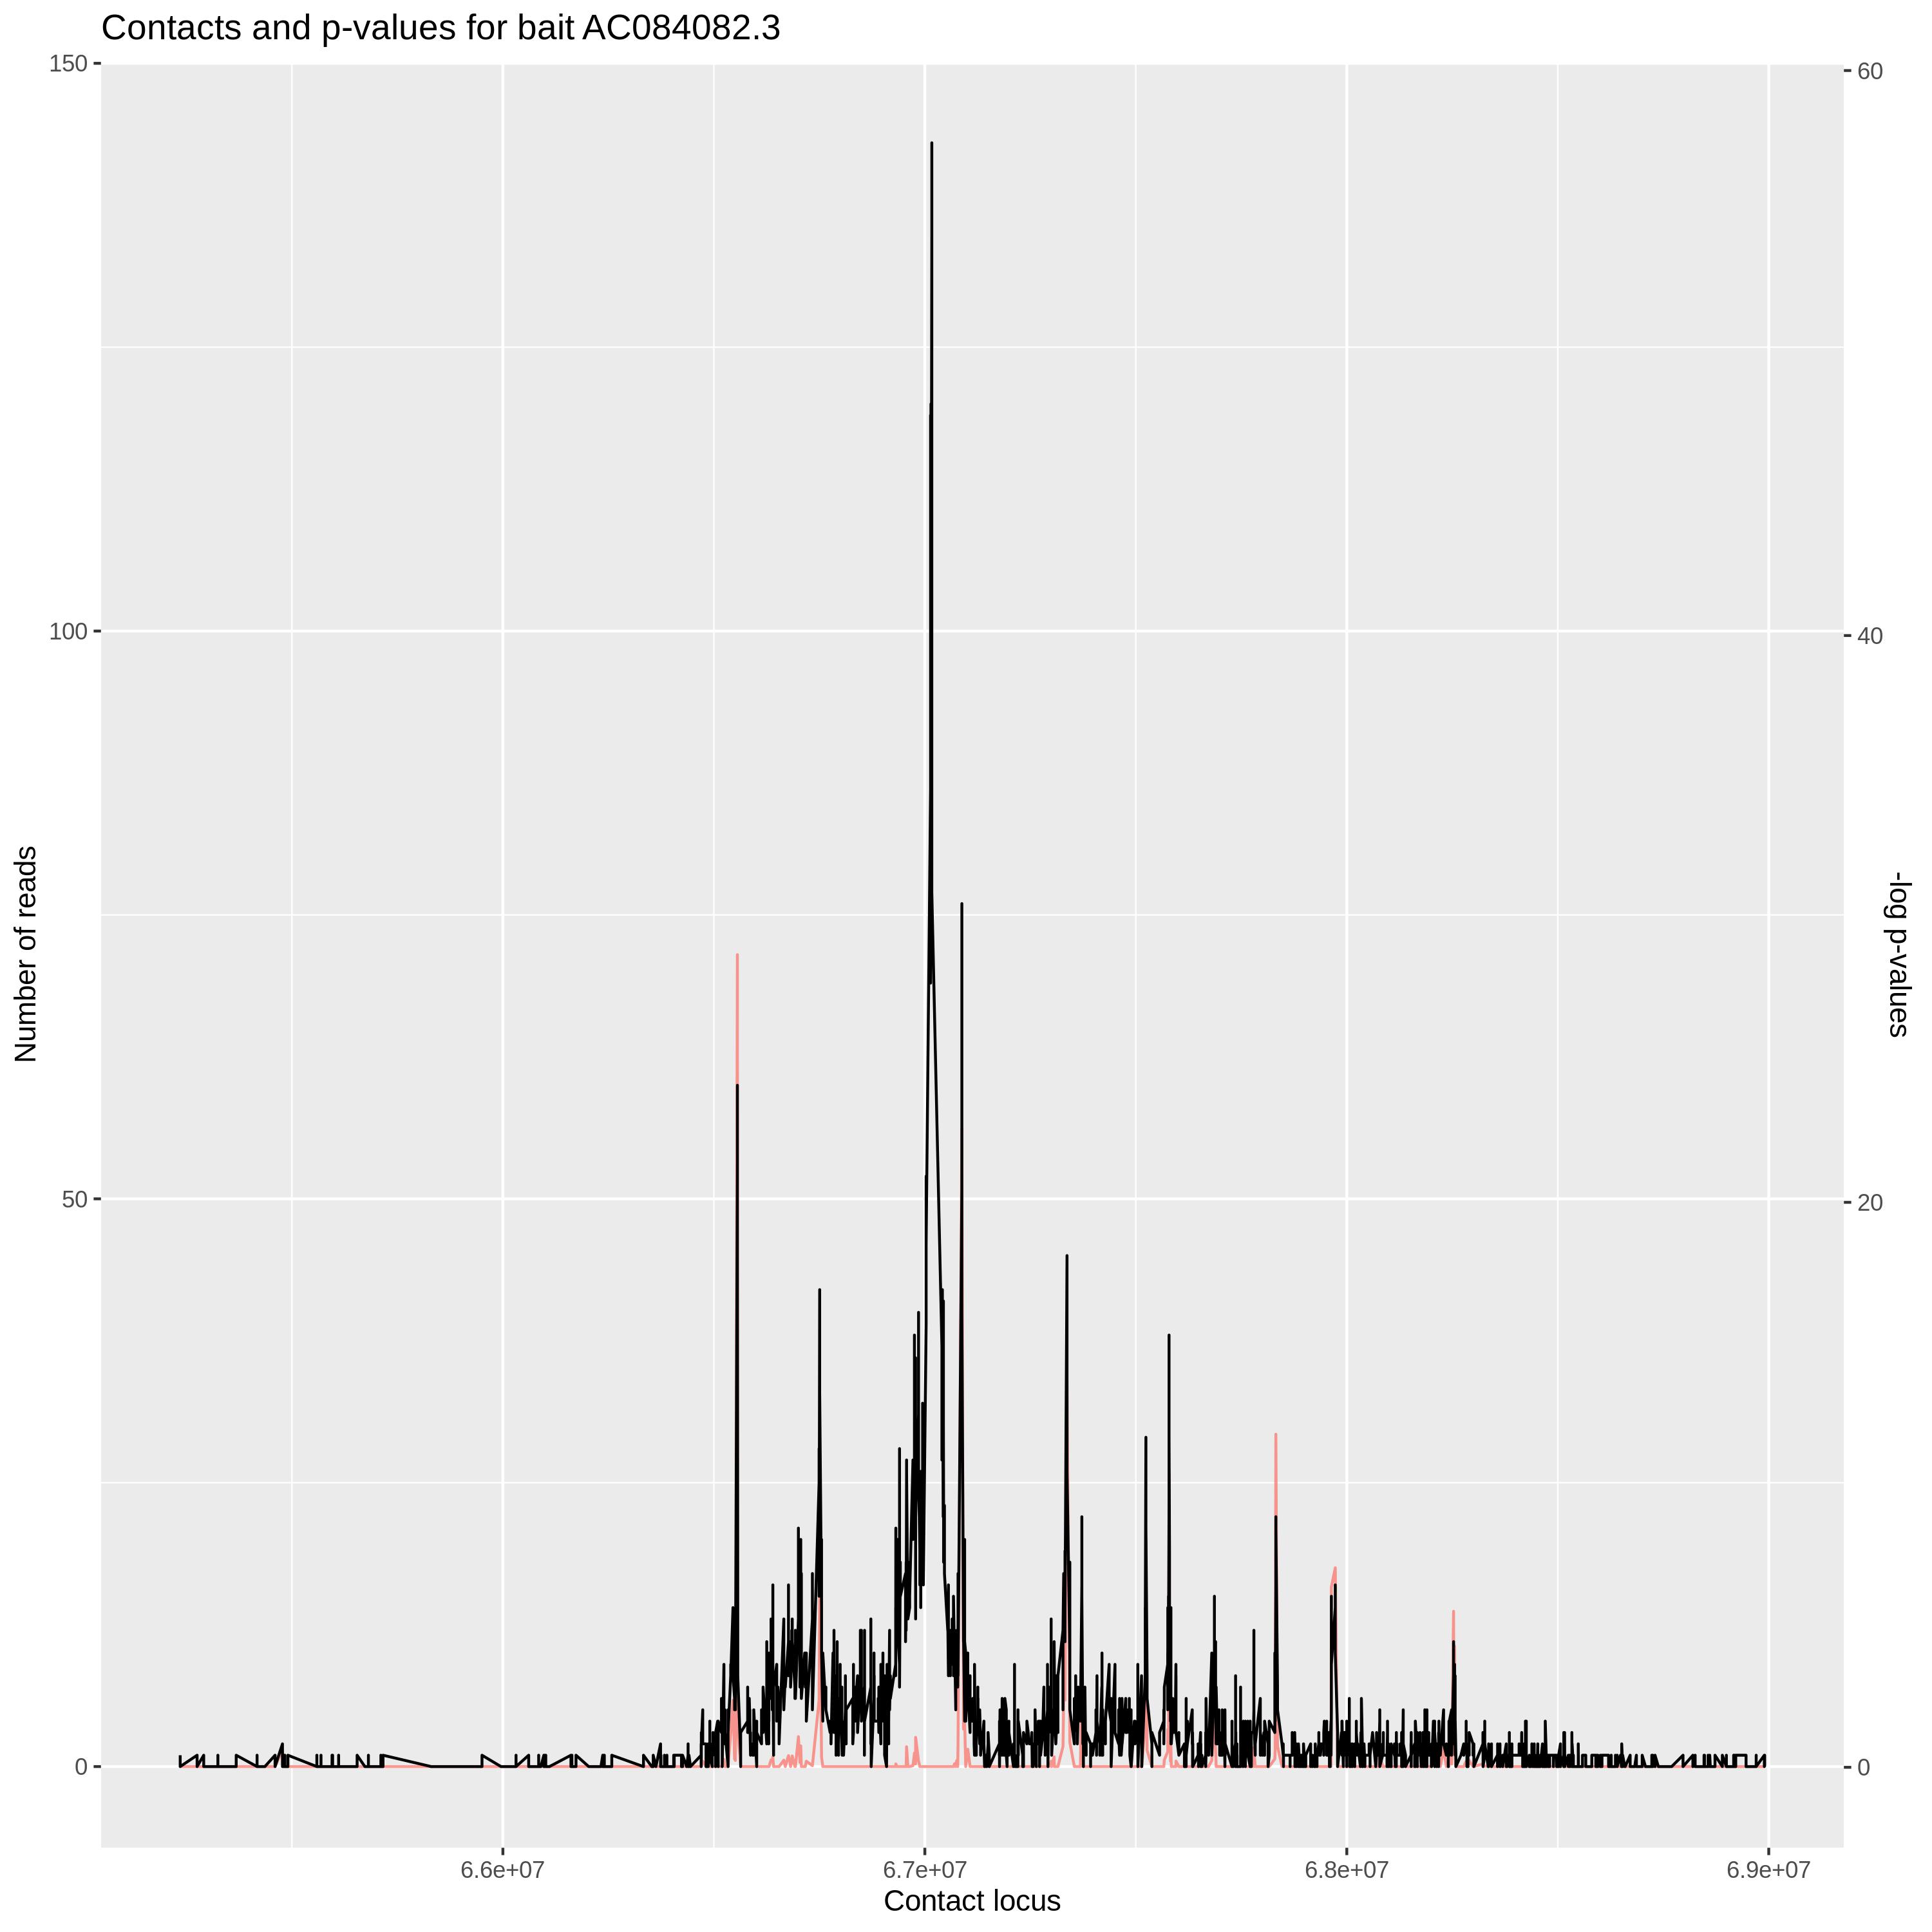 Contacts and p-values for bait AC084082.3
150
100
50
0
Number of reads
60
40
20
0
-log p-values
6.6e+07
6.7e+07
6.8e+07
6.9e+07
Contact locus